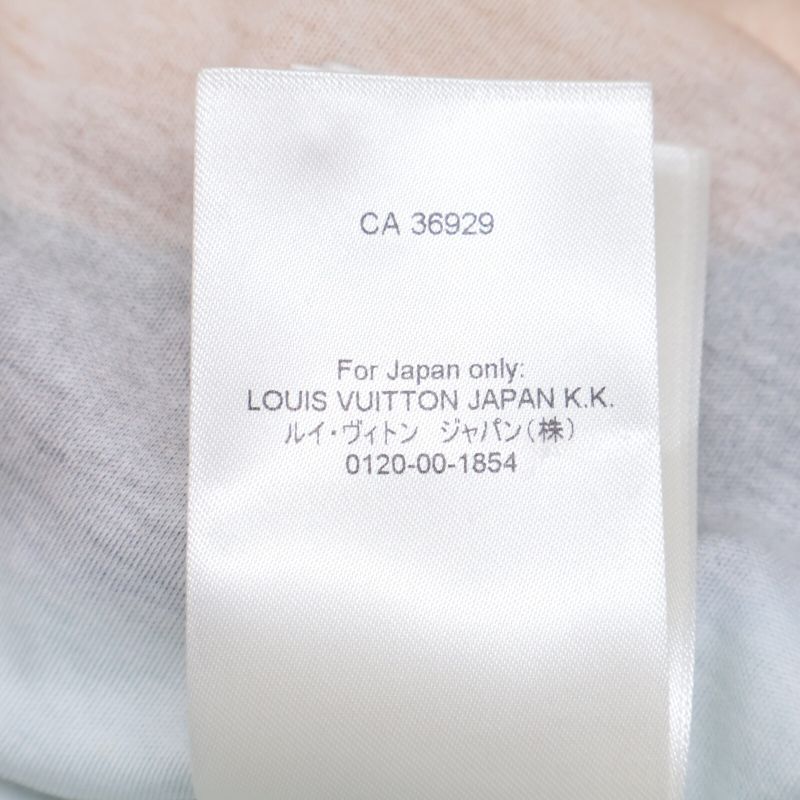 CA 36929
For Japan only:
LOUIS VUITTON JAPAN K.K.
ルイ・ヴィトン ジャパン(株)
0120-00-1854